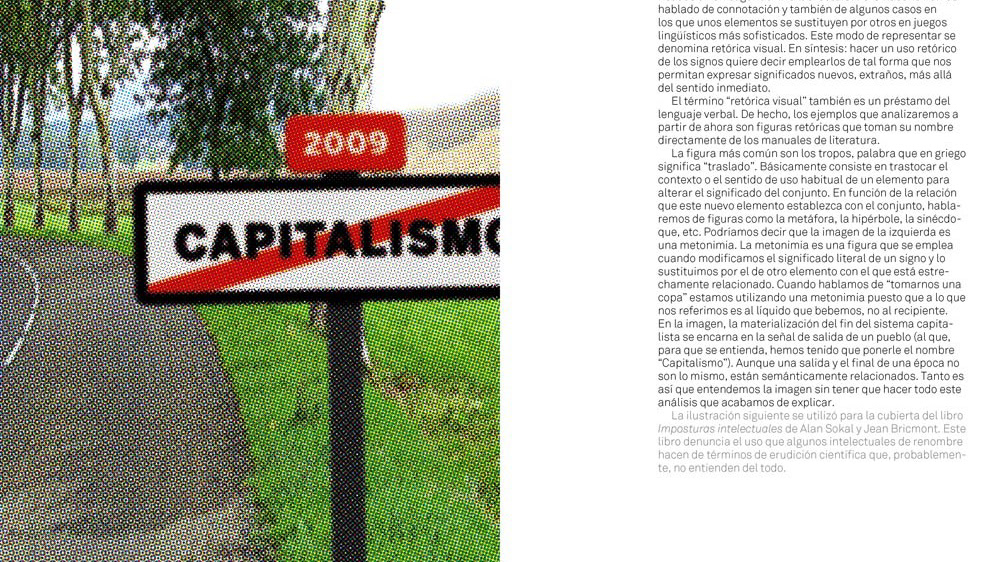 2009
CAPITALISMO
hablado de connotación y también de algunos casos en
los que unos elementos se sustituyen por otros en juegos
lingüísticos más sofisticados. Este modo de representar se
denomina retórica visual. En síntesis: hacer un uso retórico
de los signos quiere decir emplearlos de tal forma que nos
permitan expresar significados nuevos, extraños, más allá
del sentido inmediato.
El término “retórica visual” también es un préstamo del
lenguaje verbal. De hecho, los ejemplos que analizaremos a
partir de ahora son figuras retóricas que toman su nombre
directamente de los manuales de literatura.
La figura más común son los tropos, palabra que en griego
significa “traslado”. Básicamente consiste en trastocar el
contexto o el sentido de uso habitual de un elemento para
alterar el significado del conjunto. En función de la relación
que este nuevo elemento establezca con el conjunto, habla-
remos de figuras como la metáfora, la hipérbole, la sinécdo-
que, etc. Podríamos decir que la imagen de la izquierda es
una metonimia. La metonimia es una figura que se emplea
cuando modificamos el significado literal de un signo y lo
sustituimos por el de otro elemento con el que está estre-
chamente relacionado. Cuando hablamos de “tomarnos una
copa” estamos utilizando una metonimia puesto que a lo que
nos referimos es al líquido que bebemos, no al recipiente.
En la imagen, la materialización del fin del sistema capita-
lista se encarna en la señal de salida de un pueblo (al que,
para que se entienda, hemos tenido que ponerle el nombre
“Capitalismo”). Aunque una salida y el final de una época no
son lo mismo, están semánticamente relacionados. Tanto es
así que entendemos la imagen sin tener que hacer todo este
análisis que acabamos de explicar.
La ilustración siguiente se utilizó para la cubierta del libro
Imposturas intelectuales de Alan Sokal y Jean Bricmont. Este
libro denuncia el uso que algunos intelectuales de renombre
hacen de términos de erudición científica que, probablemen-
te, no entienden del todo.